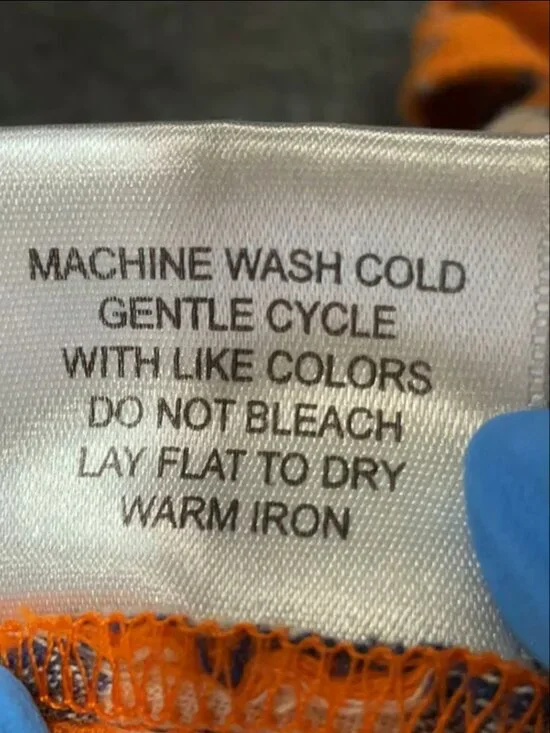 MACHINE WASH COLD
GENTLE CYCLE
WITH LIKE COLORS
DO NOT BLEACH
LAY FLAT TO DRY
WARM IRON